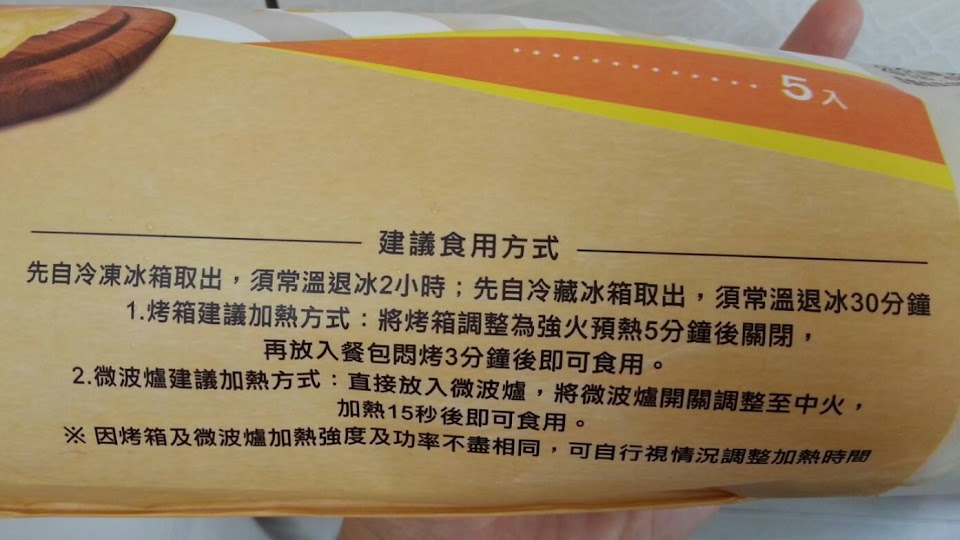 5入
建議食用方式
先自冷凍冰箱取出，須常溫退冰2小時；先自冷藏冰箱取出，須常溫退冰30分鐘
1.烤箱建議加熱方式：將烤箱調整為強火預熱5分鐘後關閉，
再放入餐包悶烤3分鐘後即可食用。
2.微波爐建議加熱方式：直接放入微波爐，將微波爐開關調整至中火，
加熱15秒後即可食用。
※ 因烤箱及微波爐加熱強度及功率不盡相同，可自行視情況調整加熱時間